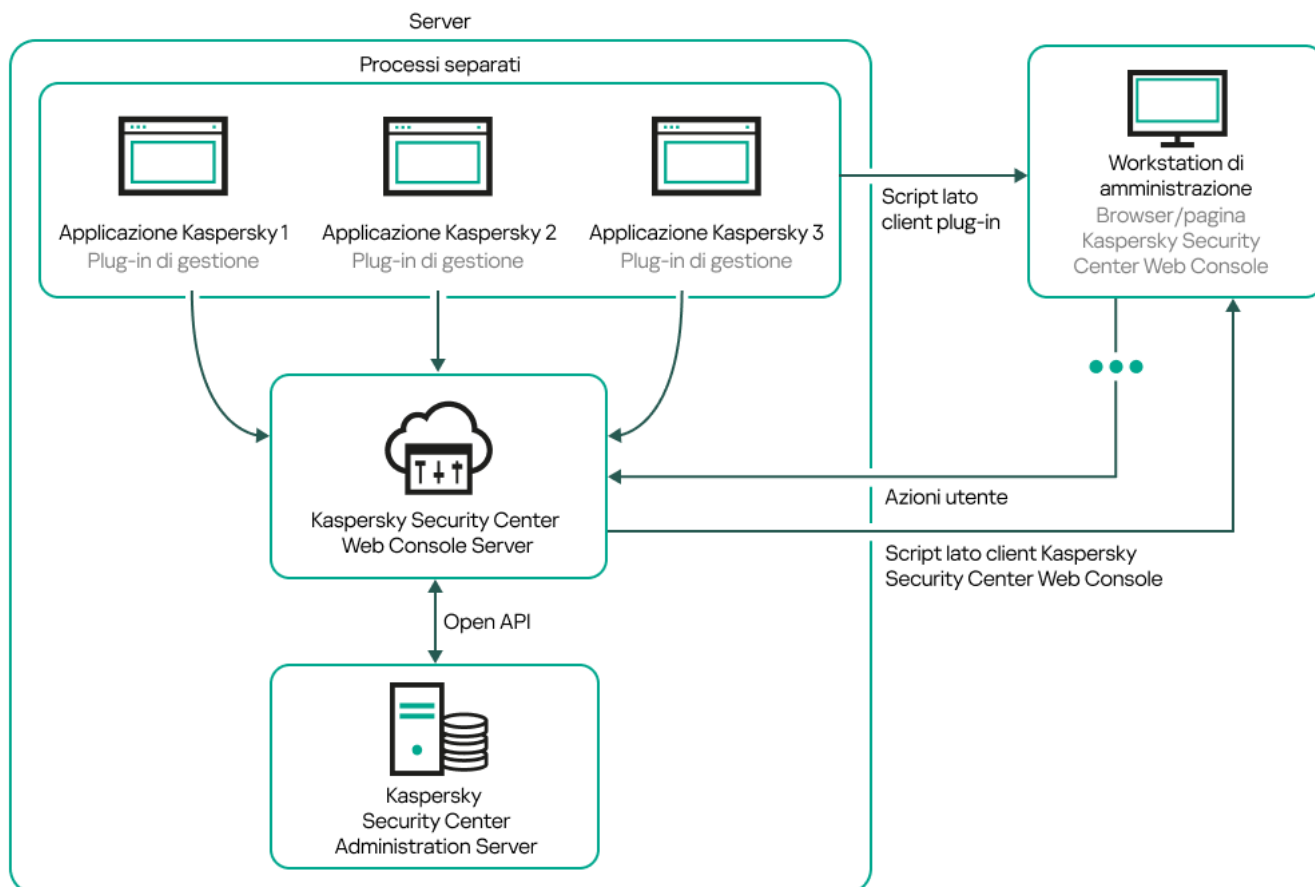 Server
Processi separati
Applicazione Kaspersky 1
Plug-in di gestione
Applicazione Kaspersky 2
Plug-in di gestione
Applicazione Kaspersky 3
Plug-in di gestione
Script lato
client plug-in
Workstation di
amministrazione
Browser/pagina
Kaspersky Security
Center Web Console
Kaspersky Security Center
Web Console Server
Azioni utente
Script lato client Kaspersky
Security Center Web Console
Open API
Kaspersky
Security Center
Administration Server